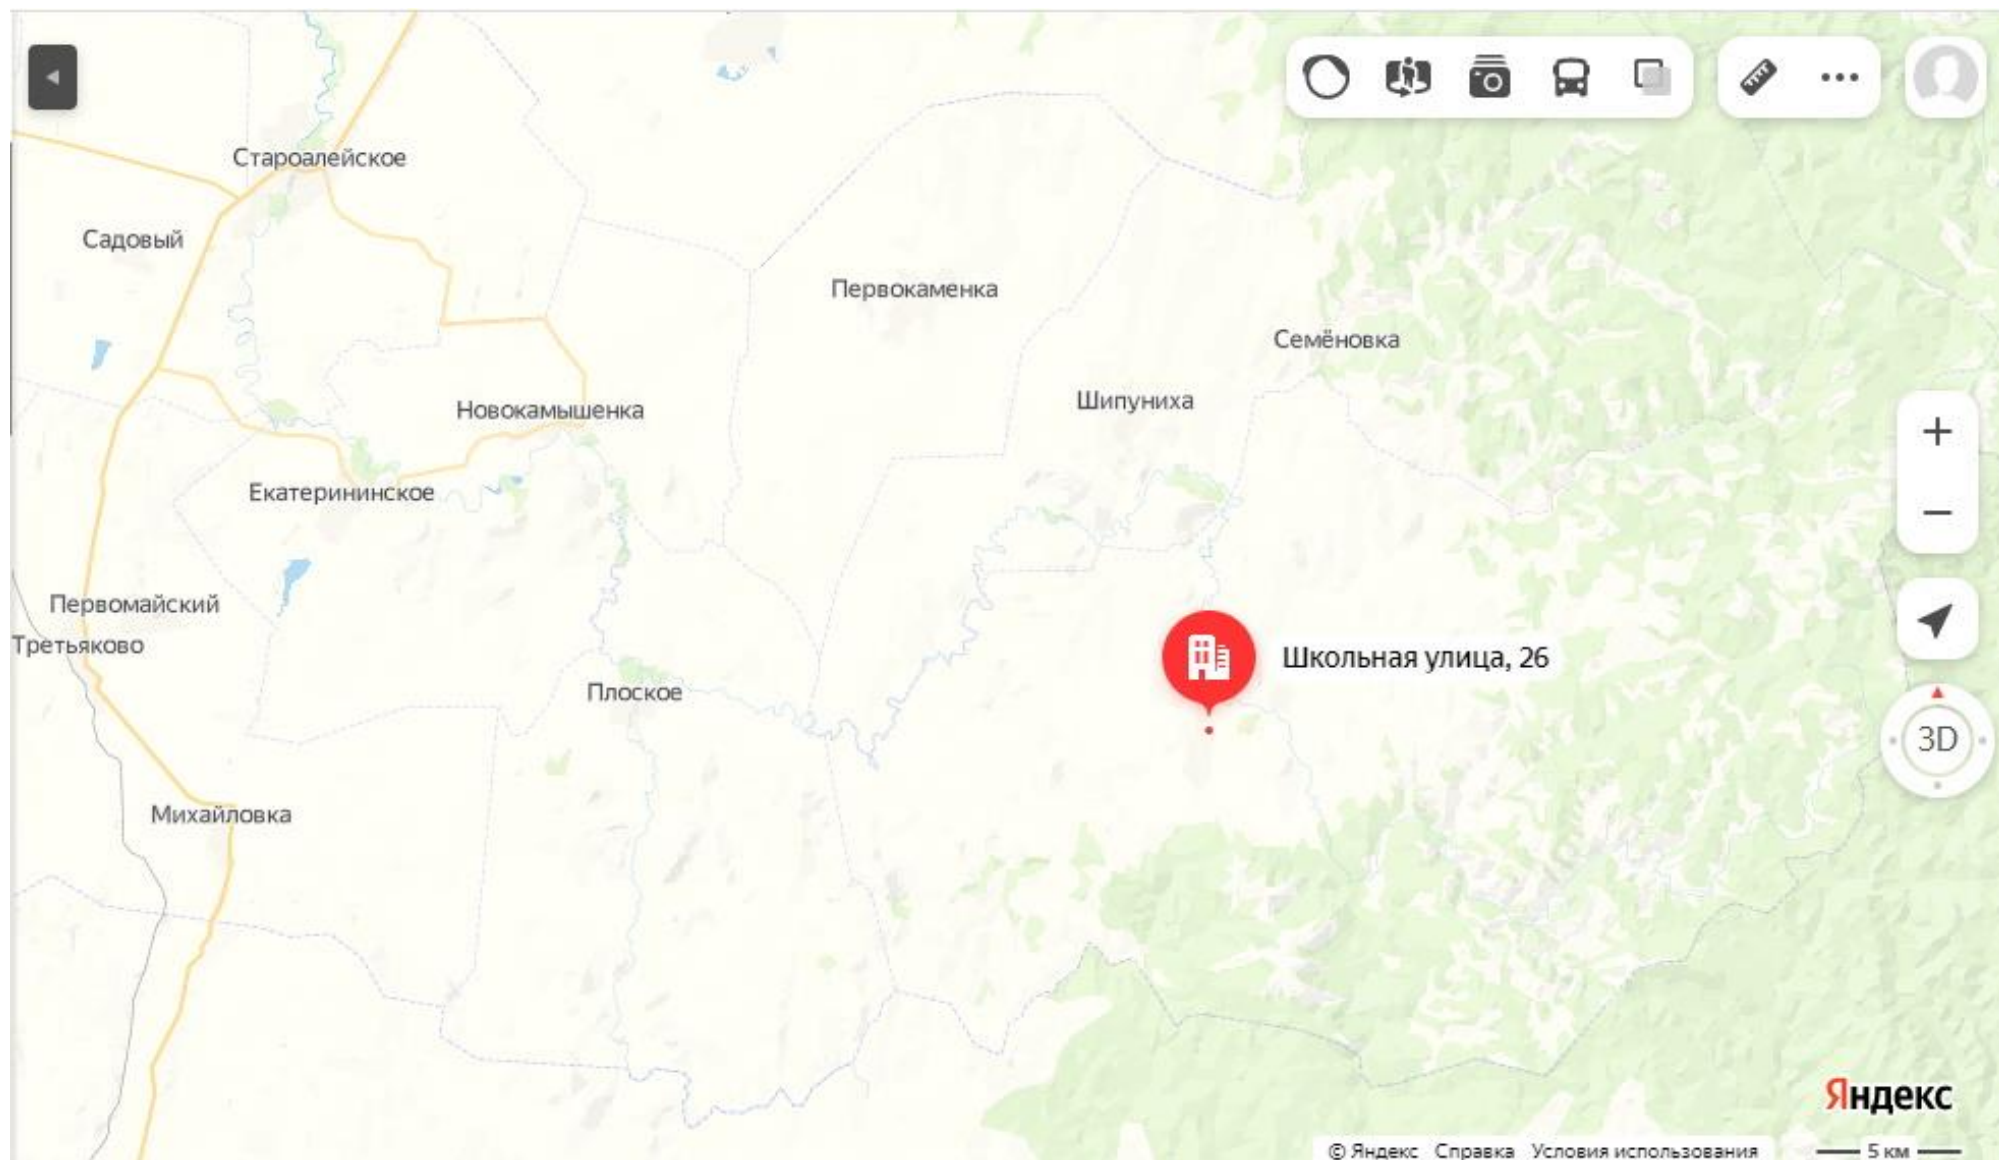 Староалейское
Садовый
Первокаменка
Семёновка
Шипуниха
Новокамышенка
Екатерининское
Первомайский
Третьяково
Школьная улица, 26
Плоское
3D
Михайловка
Яндекс
© Яндекс Справка Условия использования 5 км